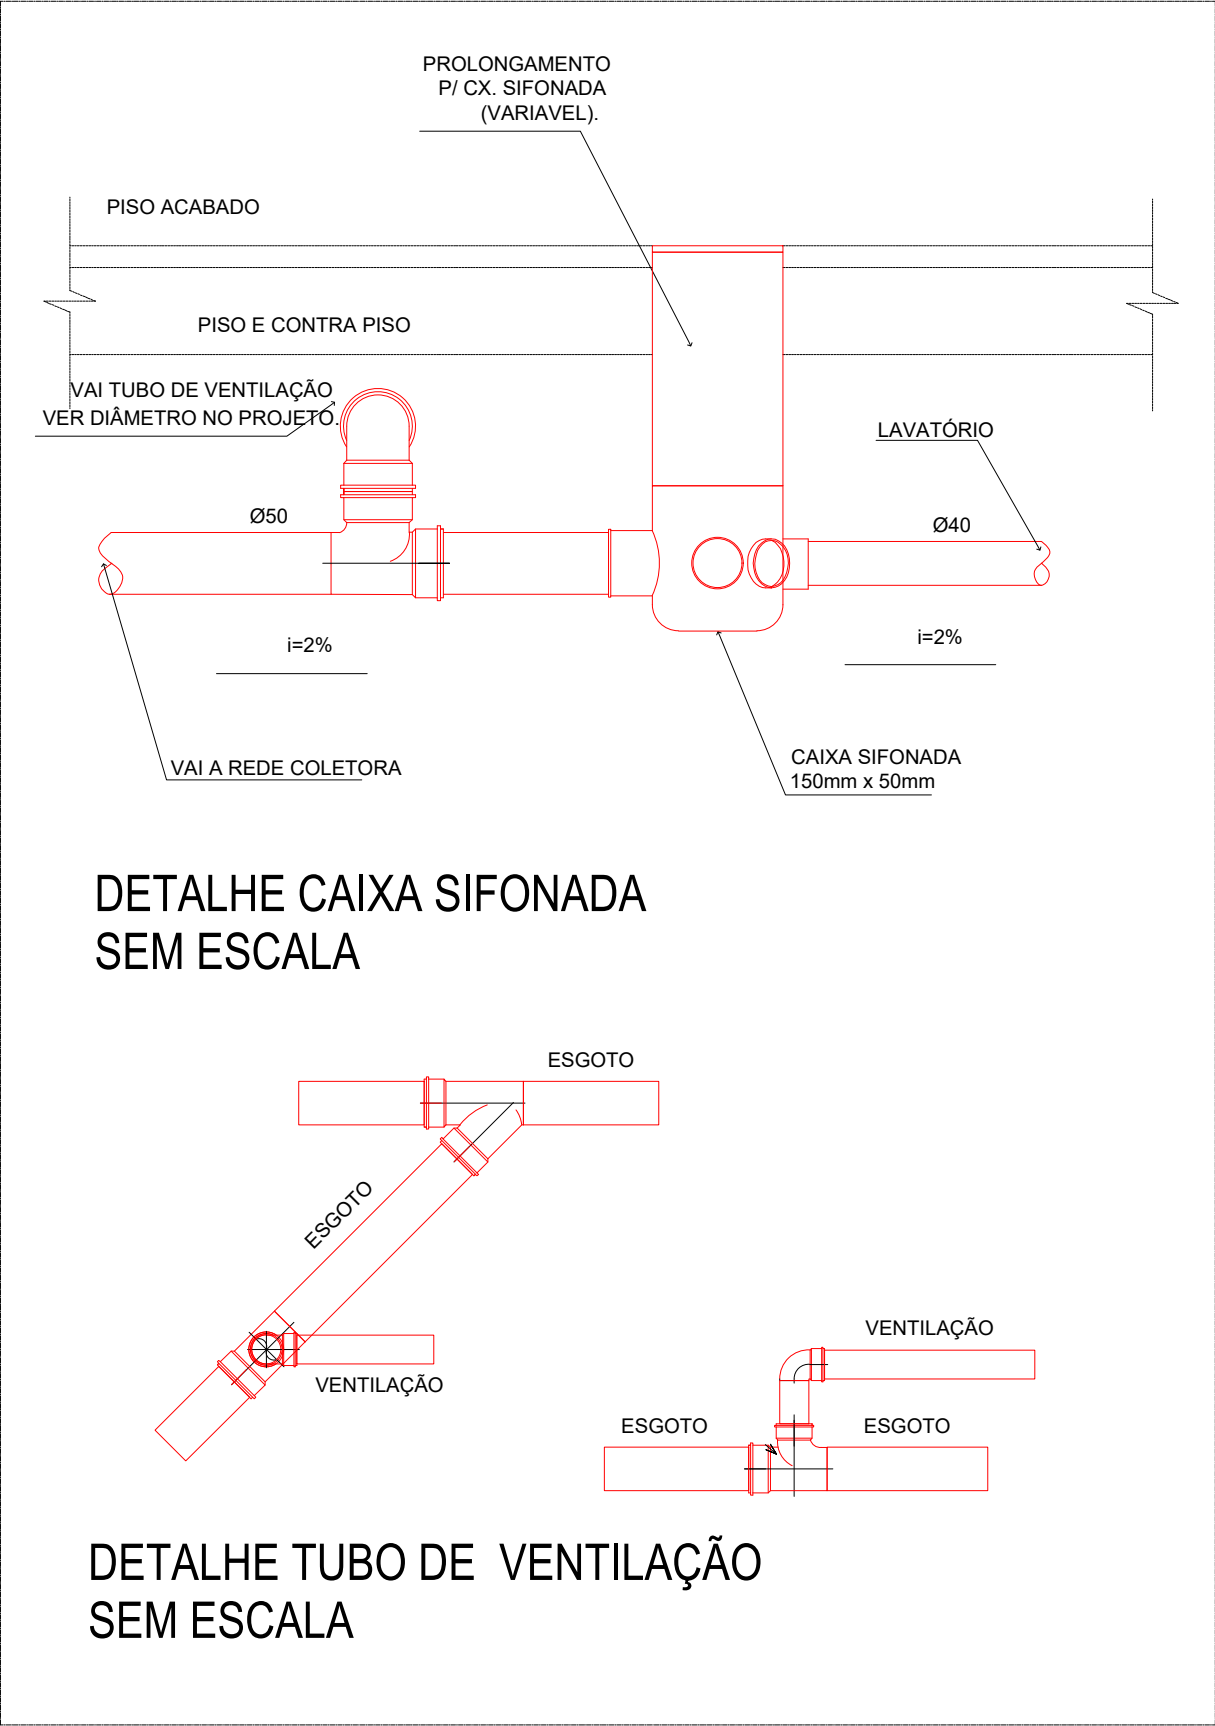 PROLONGAMENTO
P/ CX. SIFONADA
(VARIAVEL).
PISO ACABADO
PISO E CONTRA PISO
VAI TUBO DE VENTILAÇÃO
VER DIÂMETRO NO PROJETO.
LAVATÓRIO
Ø50
Ø40
i=2%
i=2%
VAI A REDE COLETORA
CAIXA SIFONADA
150mm x 50mm
DETALHE CAIXA SIFONADA
SEM ESCALA
ESGOTO
ESGOTO
VENTILAÇÃO
VENTILAÇÃO
ESGOTO
ESGOTO
DETALHE TUBO DE  VENTILAÇÃO
SEM ESCALA